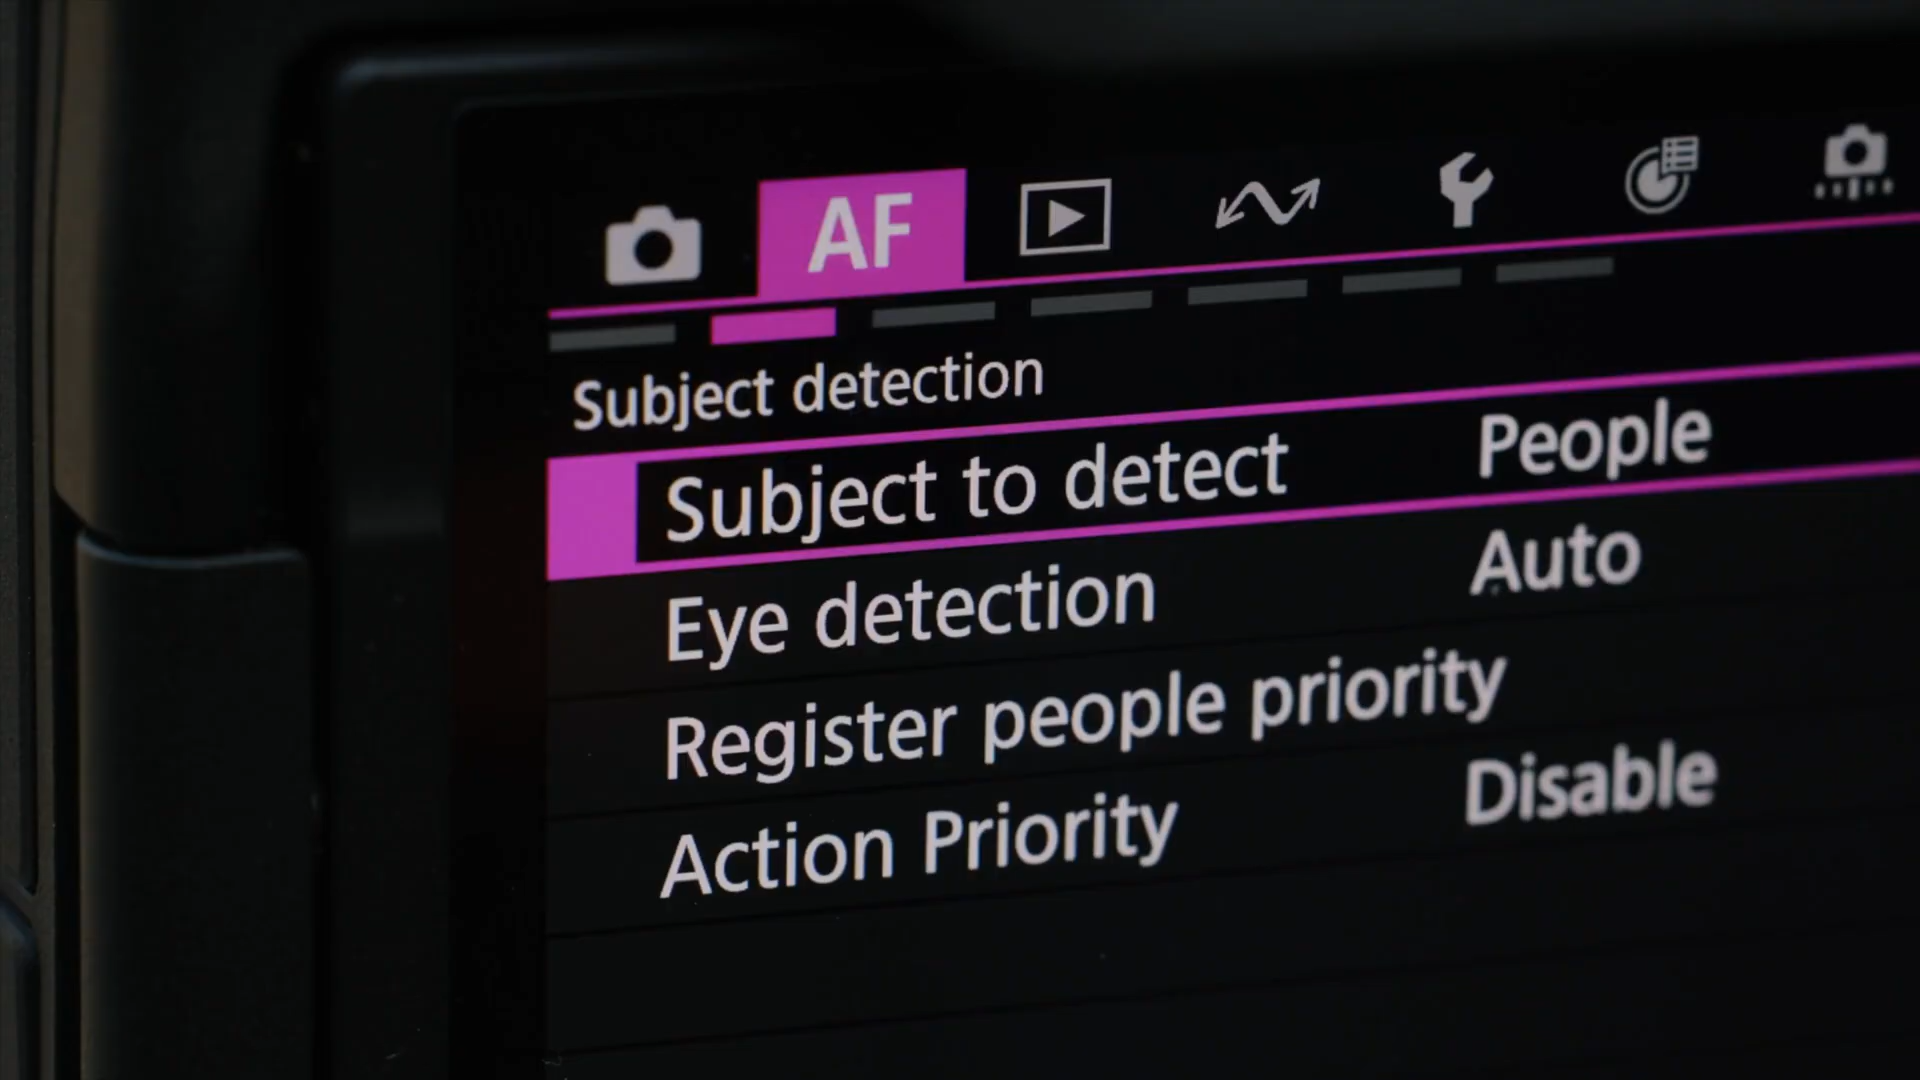 AF
Subject detection
Subject to detect People
Eye detection Auto
Register people priority
Action Priority Disable